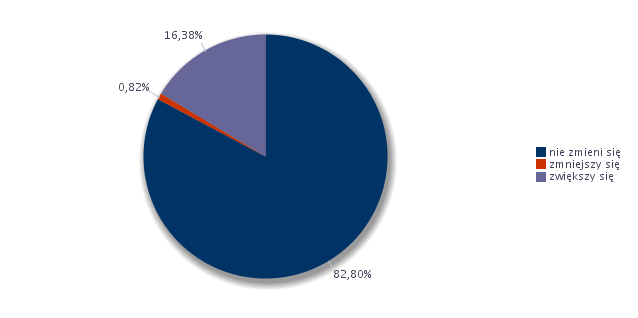 16,38%
0,82%
nie zmieni się
zmniejszy się
zwiększy się
82,80%